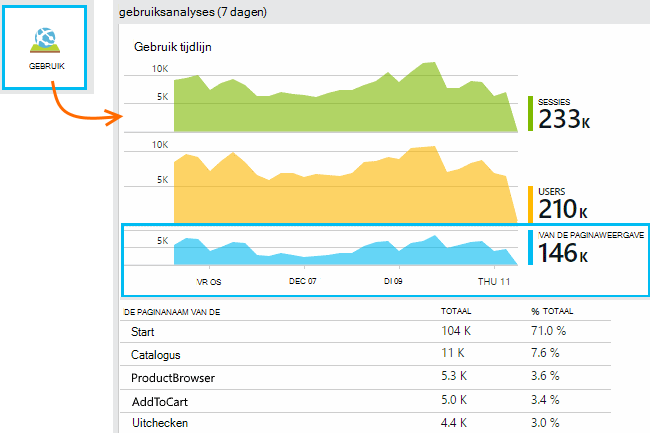 gebruiksanalyses (7 dagen)
GEBRUIK
Gebruik tijdlijn
10K
5K
SESSIES
233K
10K
5K
USERS
210K
5K
VAN DE PAGINAWEERGAVE
146K
VR OS DEC 07 DI 09 THU 11
DE PAGINANAAM VAN DE TOTAAL % TOTAAL
Start 104 K 71.0 %
Catalogus 11 K 7.6 %
ProductBrowser 5.3 K 3.6 %
AddToCart 5.0 K 3.4 %
Uitchecken 4.4 K 3.0 %